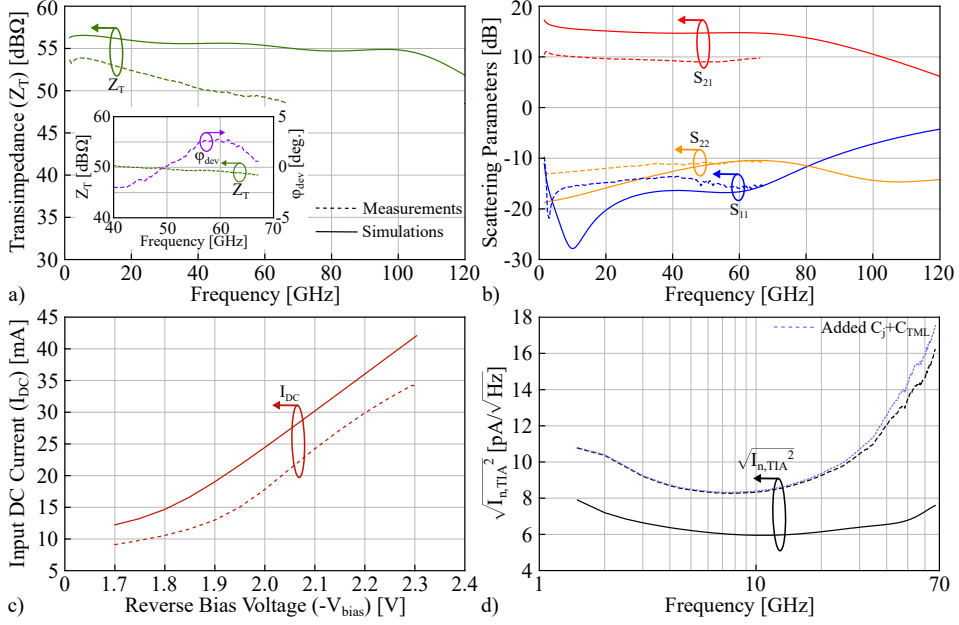 60
55
50
45
40
35
30
Transimpedance (Z_T) [dBΩ]
Z_T
60
50
40
Z_T [dBΩ]
5
0
-5
φ_dev [deg.]
φ_dev
Z_T
40 50 60 70
Frequency [GHz]
Measurements
Simulations
0 20 40 60 80 100 120
Frequency [GHz]
a)
20
10
0
-10
-20
-30
Scattering Parameters [dB]
S_21
S_22
S_11
0 20 40 60 80 100 120
Frequency [GHz]
b)
45
40
35
30
25
20
15
10
5
Input DC Current (I_DC) [mA]
I_DC
0 1.7 1.8 1.9 2.0 2.1 2.2 2.3 2.4
Reverse Bias Voltage (-V_bias) [V]
c)
18
16
14
12
10
8
6
4
√I_n,TIA² [pA/√Hz]
Added C_j+C_TML
√I_n,TIA²
1 10 70
Frequency [GHz]
d)